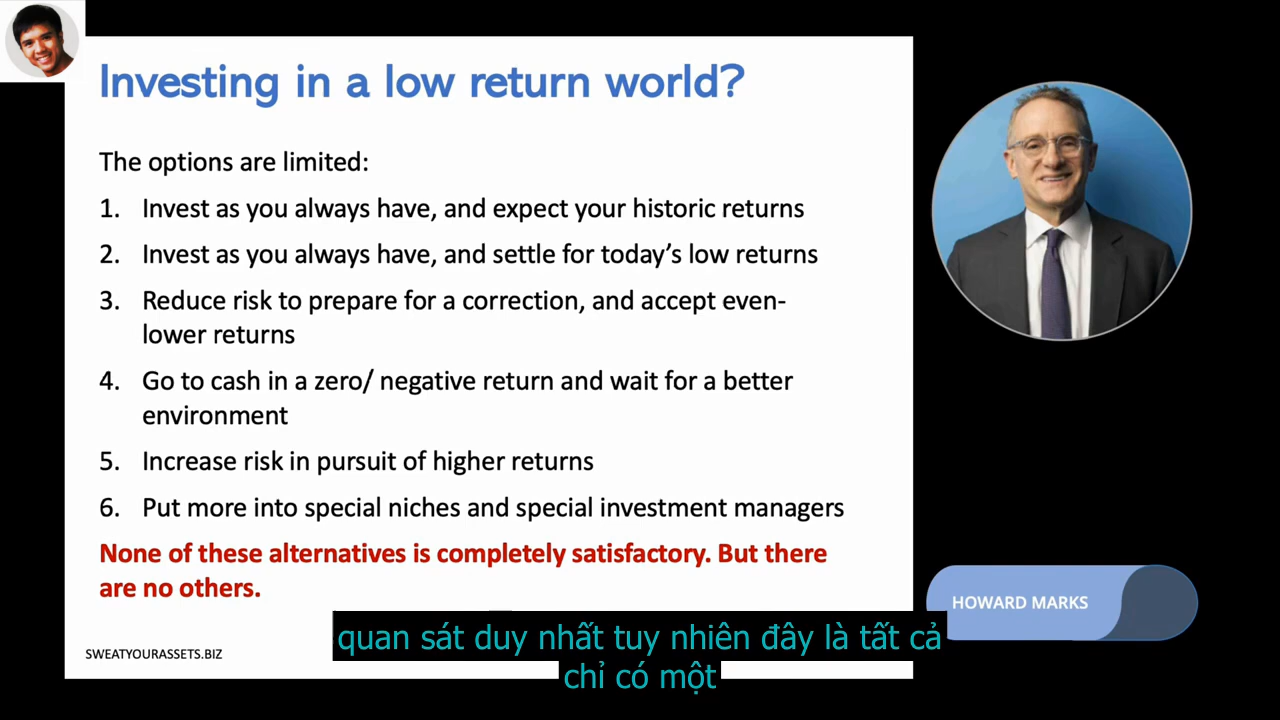 Investing in a low return world?
The options are limited:
1. Invest as you always have, and expect your historic returns
2. Invest as you always have, and settle for today’s low returns
3. Reduce risk to prepare for a correction, and accept even-
lower returns
4. Go to cash in a zero/ negative return and wait for a better
environment
5. Increase risk in pursuit of higher returns
6. Put more into special niches and special investment managers
None of these alternatives is completely satisfactory. But there
are no others.
HOWARD MARKS
SWEATYOURASSETS.BIZ
quan sát duy nhất tuy nhiên đây là tất cả
chỉ có một